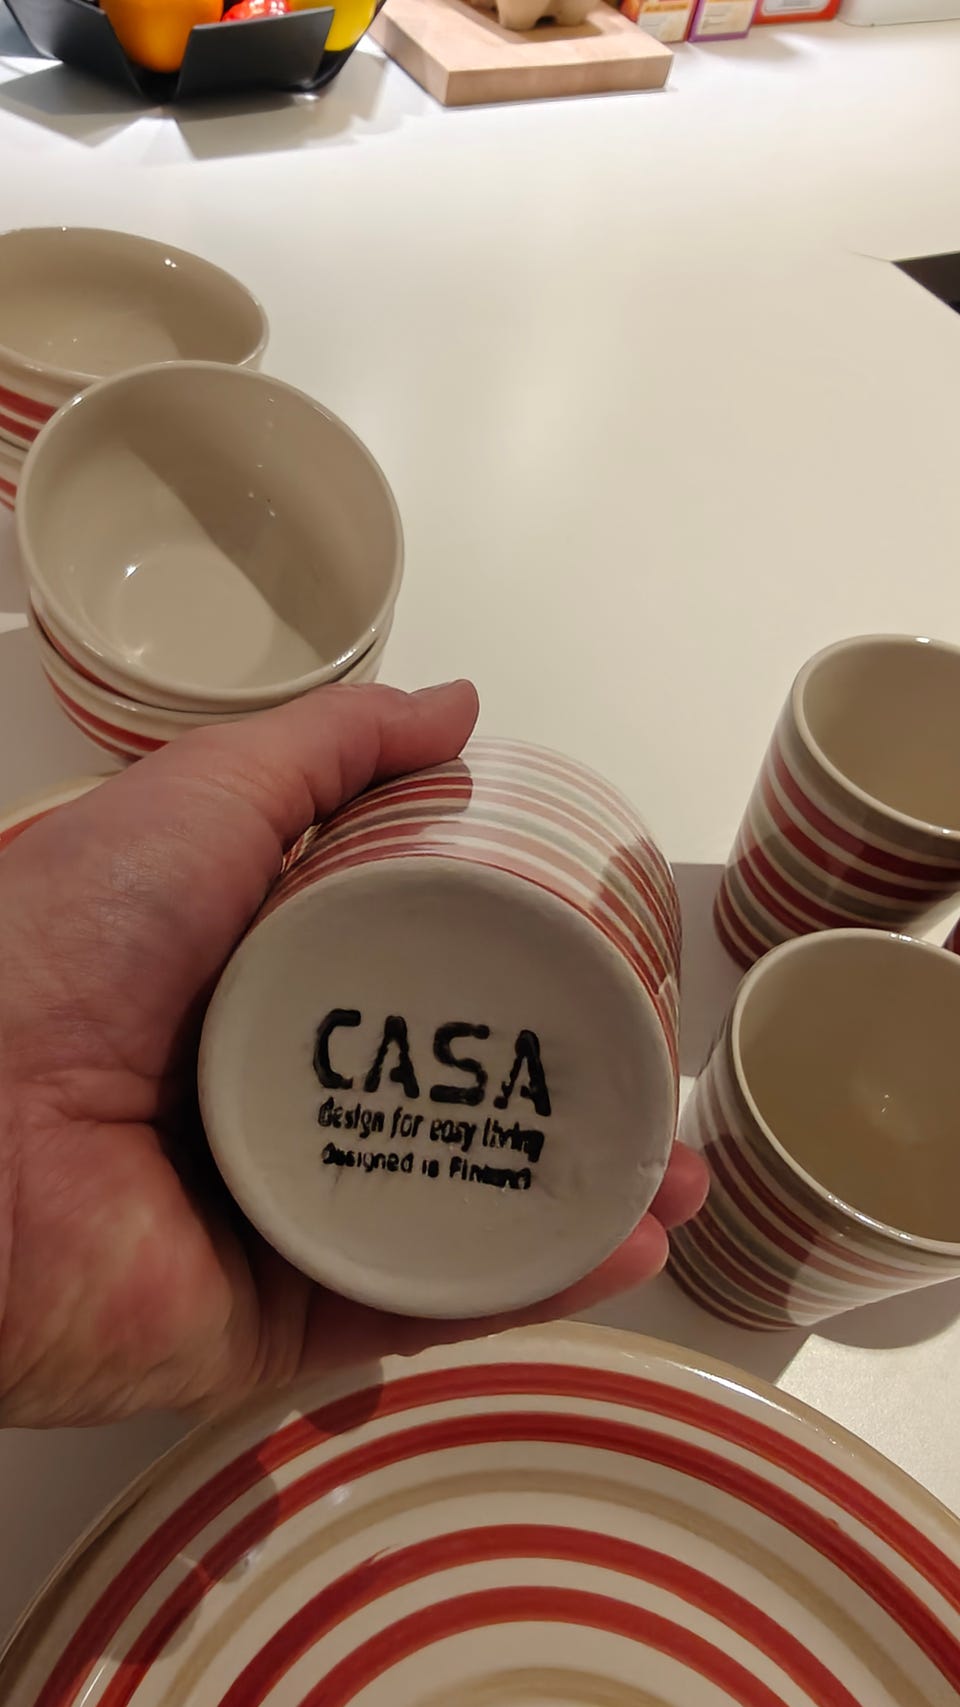 CASA
design for easy living
designed in Finland